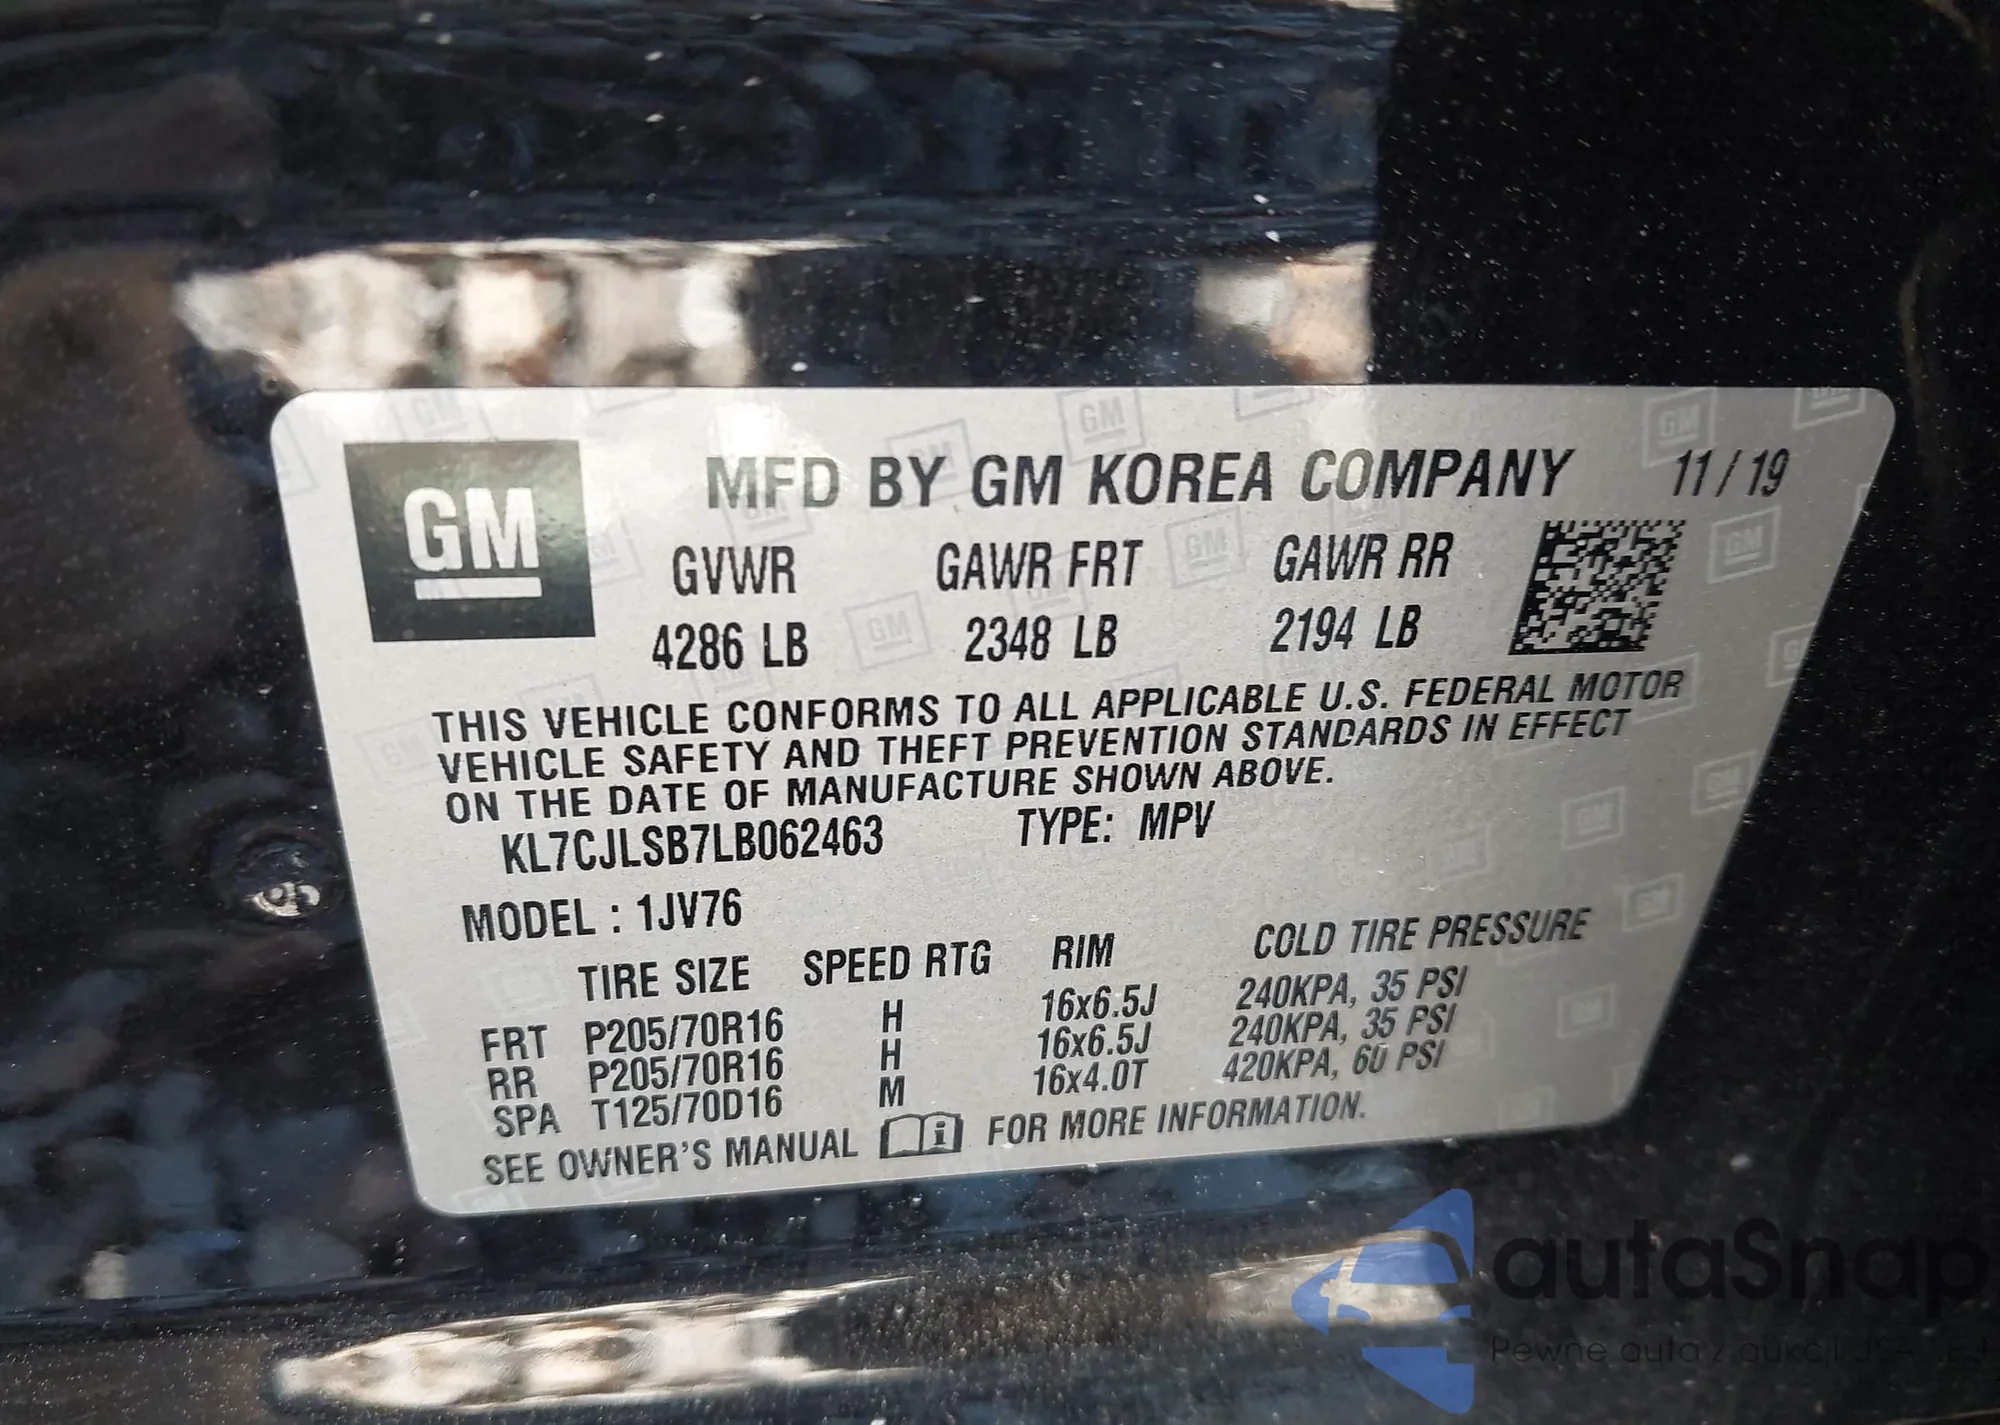 GM
MFD BY GM KOREA COMPANY 11/19
GVWR GAWR FRT GAWR RR
4286 LB 2348 LB 2194 LB
THIS VEHICLE CONFORMS TO ALL APPLICABLE U.S. FEDERAL MOTOR
VEHICLE SAFETY AND THEFT PREVENTION STANDARDS IN EFFECT
ON THE DATE OF MANUFACTURE SHOWN ABOVE.
KL7CJLSB7LB062463 TYPE: MPV
MODEL : 1JV76
TIRE SIZE SPEED RTG RIM COLD TIRE PRESSURE
FRT P205/70R16 H 16x6.5J 240KPA, 35 PSI
RR P205/70R16 H 16x6.5J 240KPA, 35 PSI
SPA T125/70D16 M 16x4.0T 420KPA, 60 PSI
SEE OWNER'S MANUAL FOR MORE INFORMATION.
autaSnap
Pewne auta z aukcji